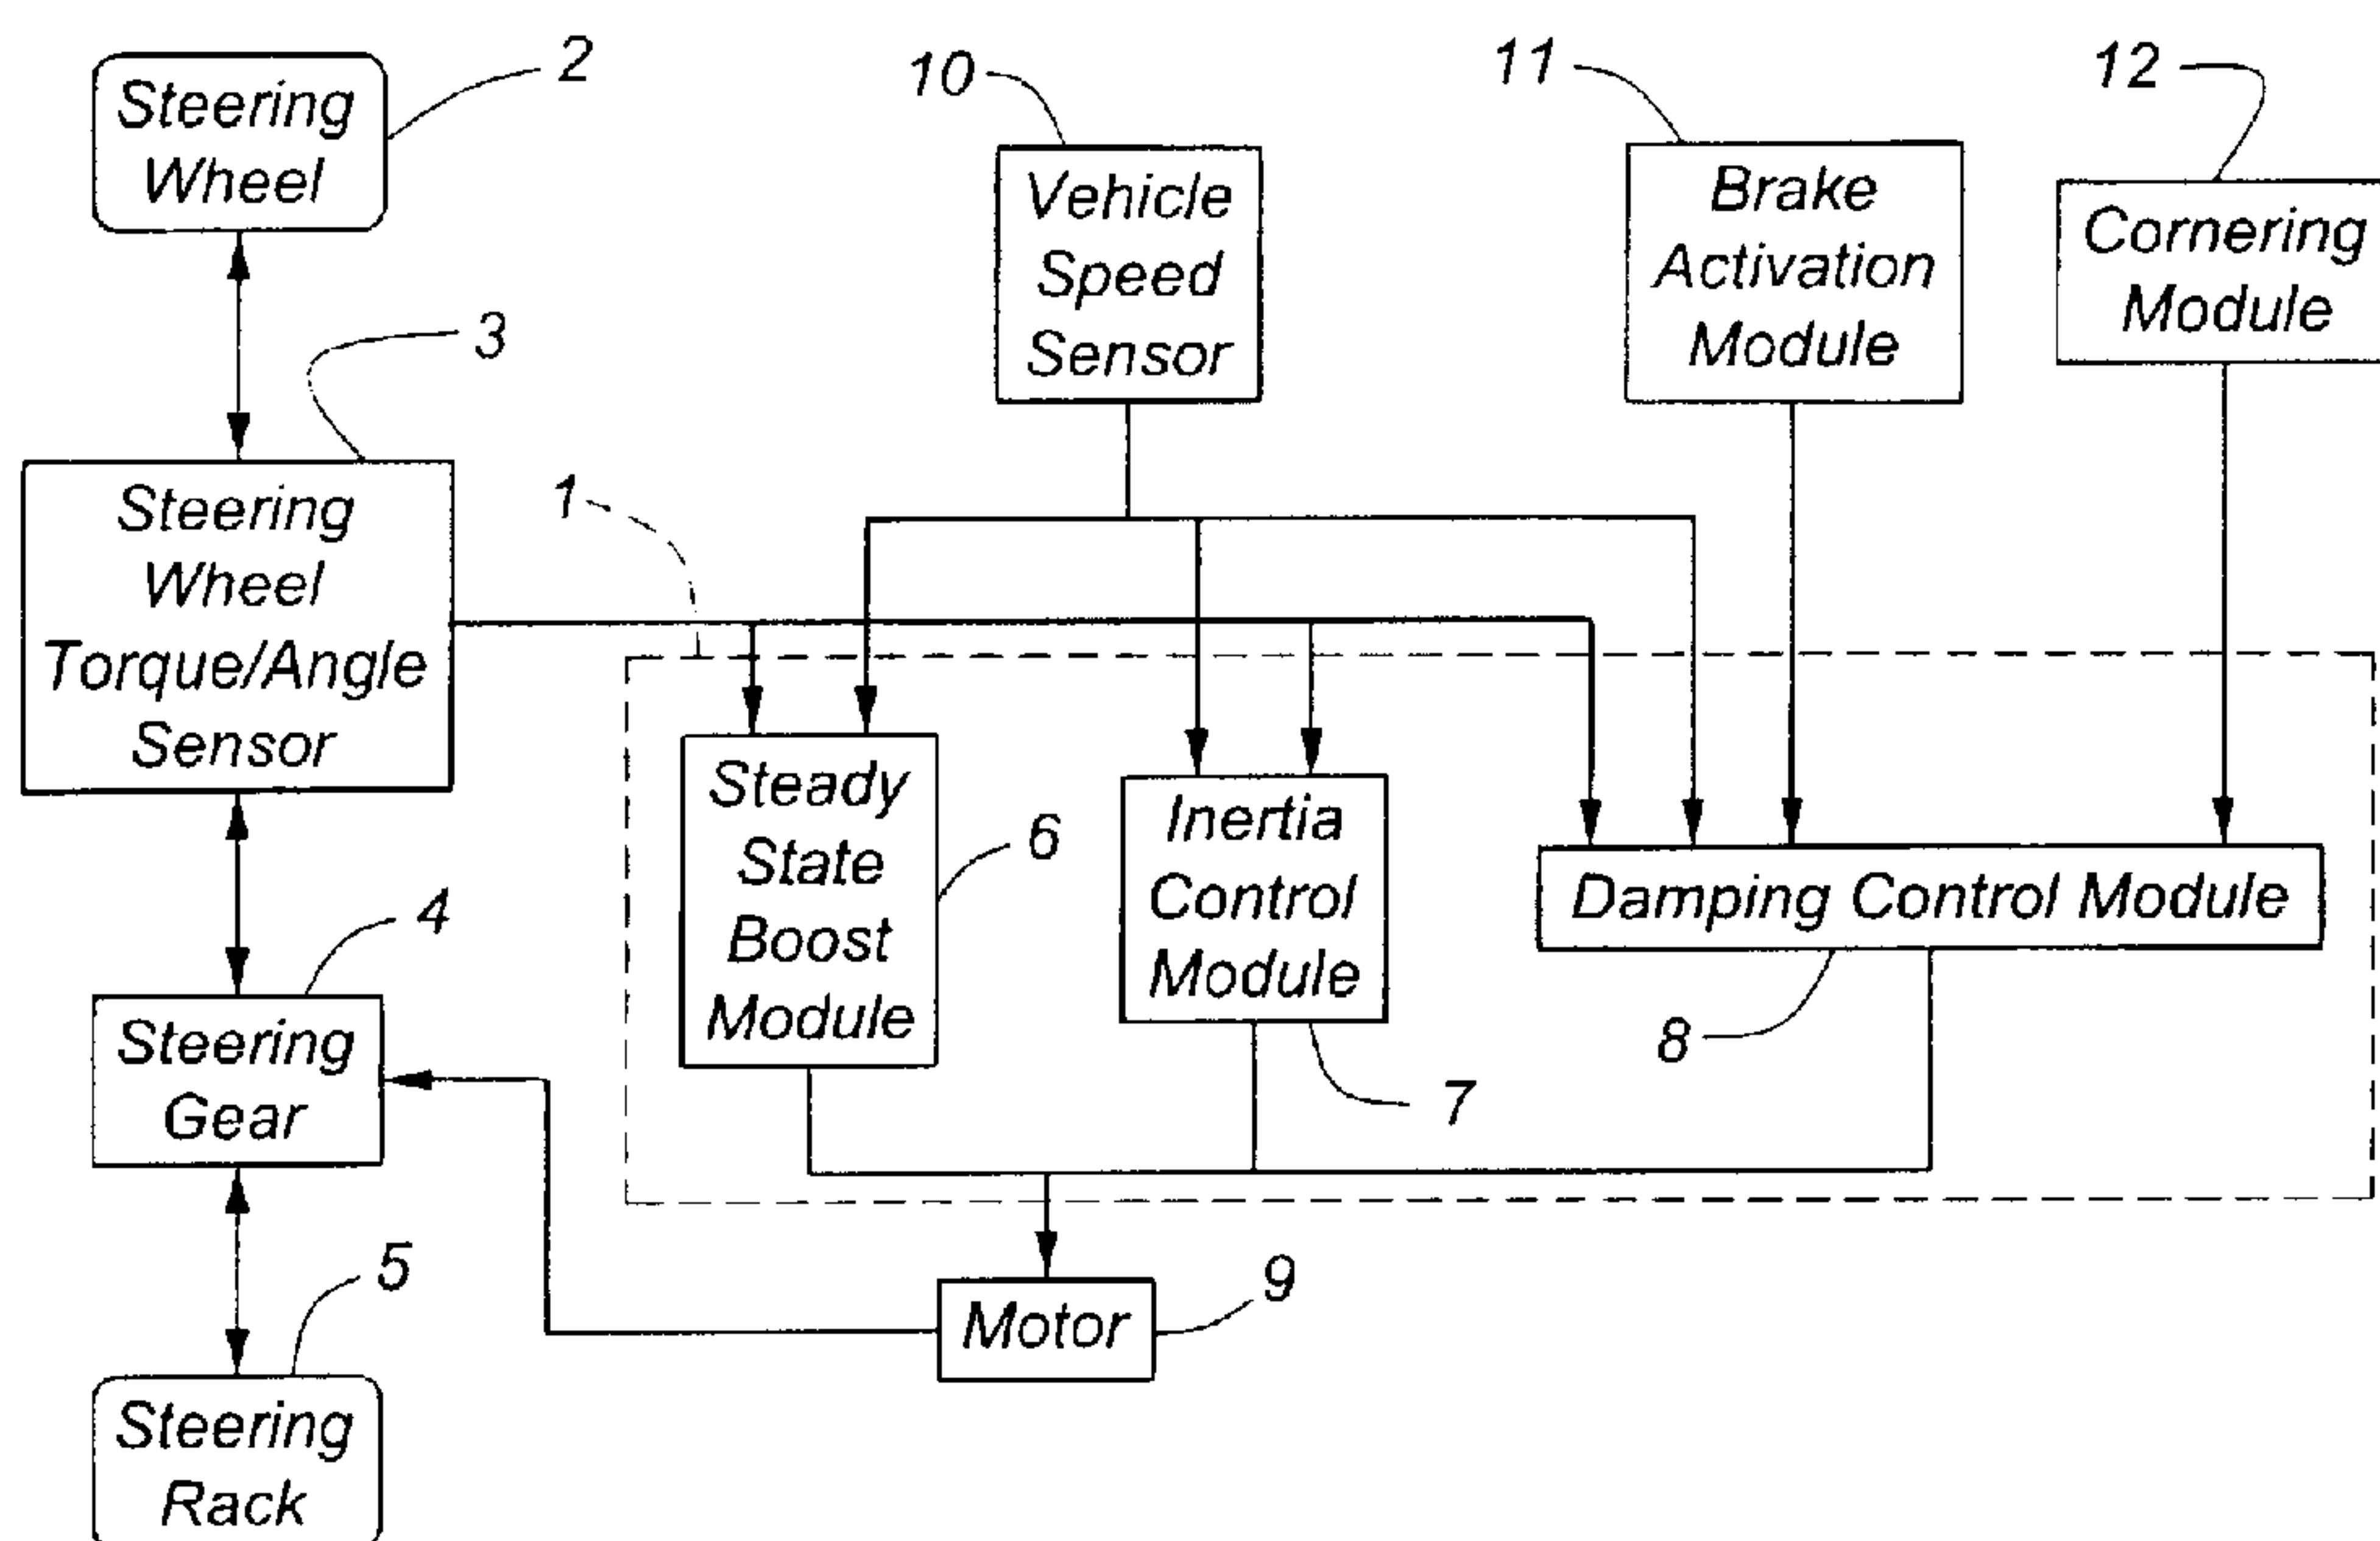 2
Steering
Wheel
10
Vehicle
Speed
Sensor
11
Brake
Activation
Module
12
Cornering
Module
3
Steering
Wheel
Torque/Angle
Sensor
1
Steady
State
Boost
Module
6
Inertia
Control
Module
7
Damping Control Module
8
4
Steering
Gear
5
Steering
Rack
Motor
9